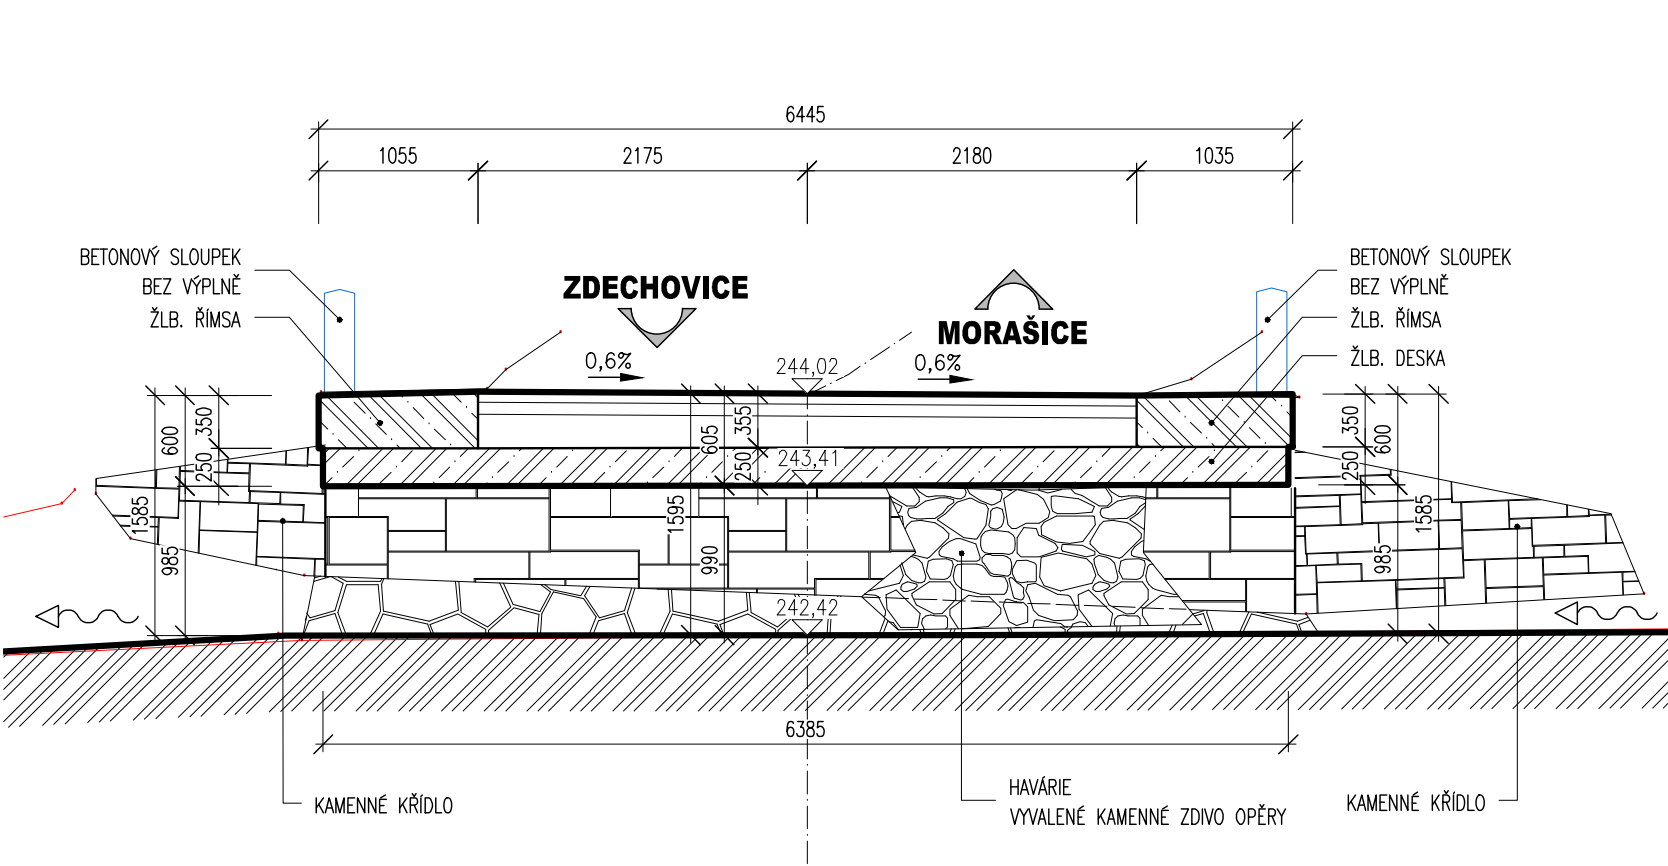 6445
1055
2175
2180
1035
BETONOVÝ SLOUPEK
BEZ VÝPLNĚ
ŽLB. ŘÍMSA
ZDECHOVICE
MORAŠICE
BETONOVÝ SLOUPEK
BEZ VÝPLNĚ
ŽLB. ŘÍMSA
ŽLB. DESKA
0,6%
244,02
0,6%
350
600
250
1585
985
605
355
250
243,41
1595
990
242,42
350
600
250
1585
985
6385
KAMENNÉ KŘÍDLO
HAVÁRIE
VYVALENÉ KAMENNÉ ZDIVO OPĚRY
KAMENNÉ KŘÍDLO